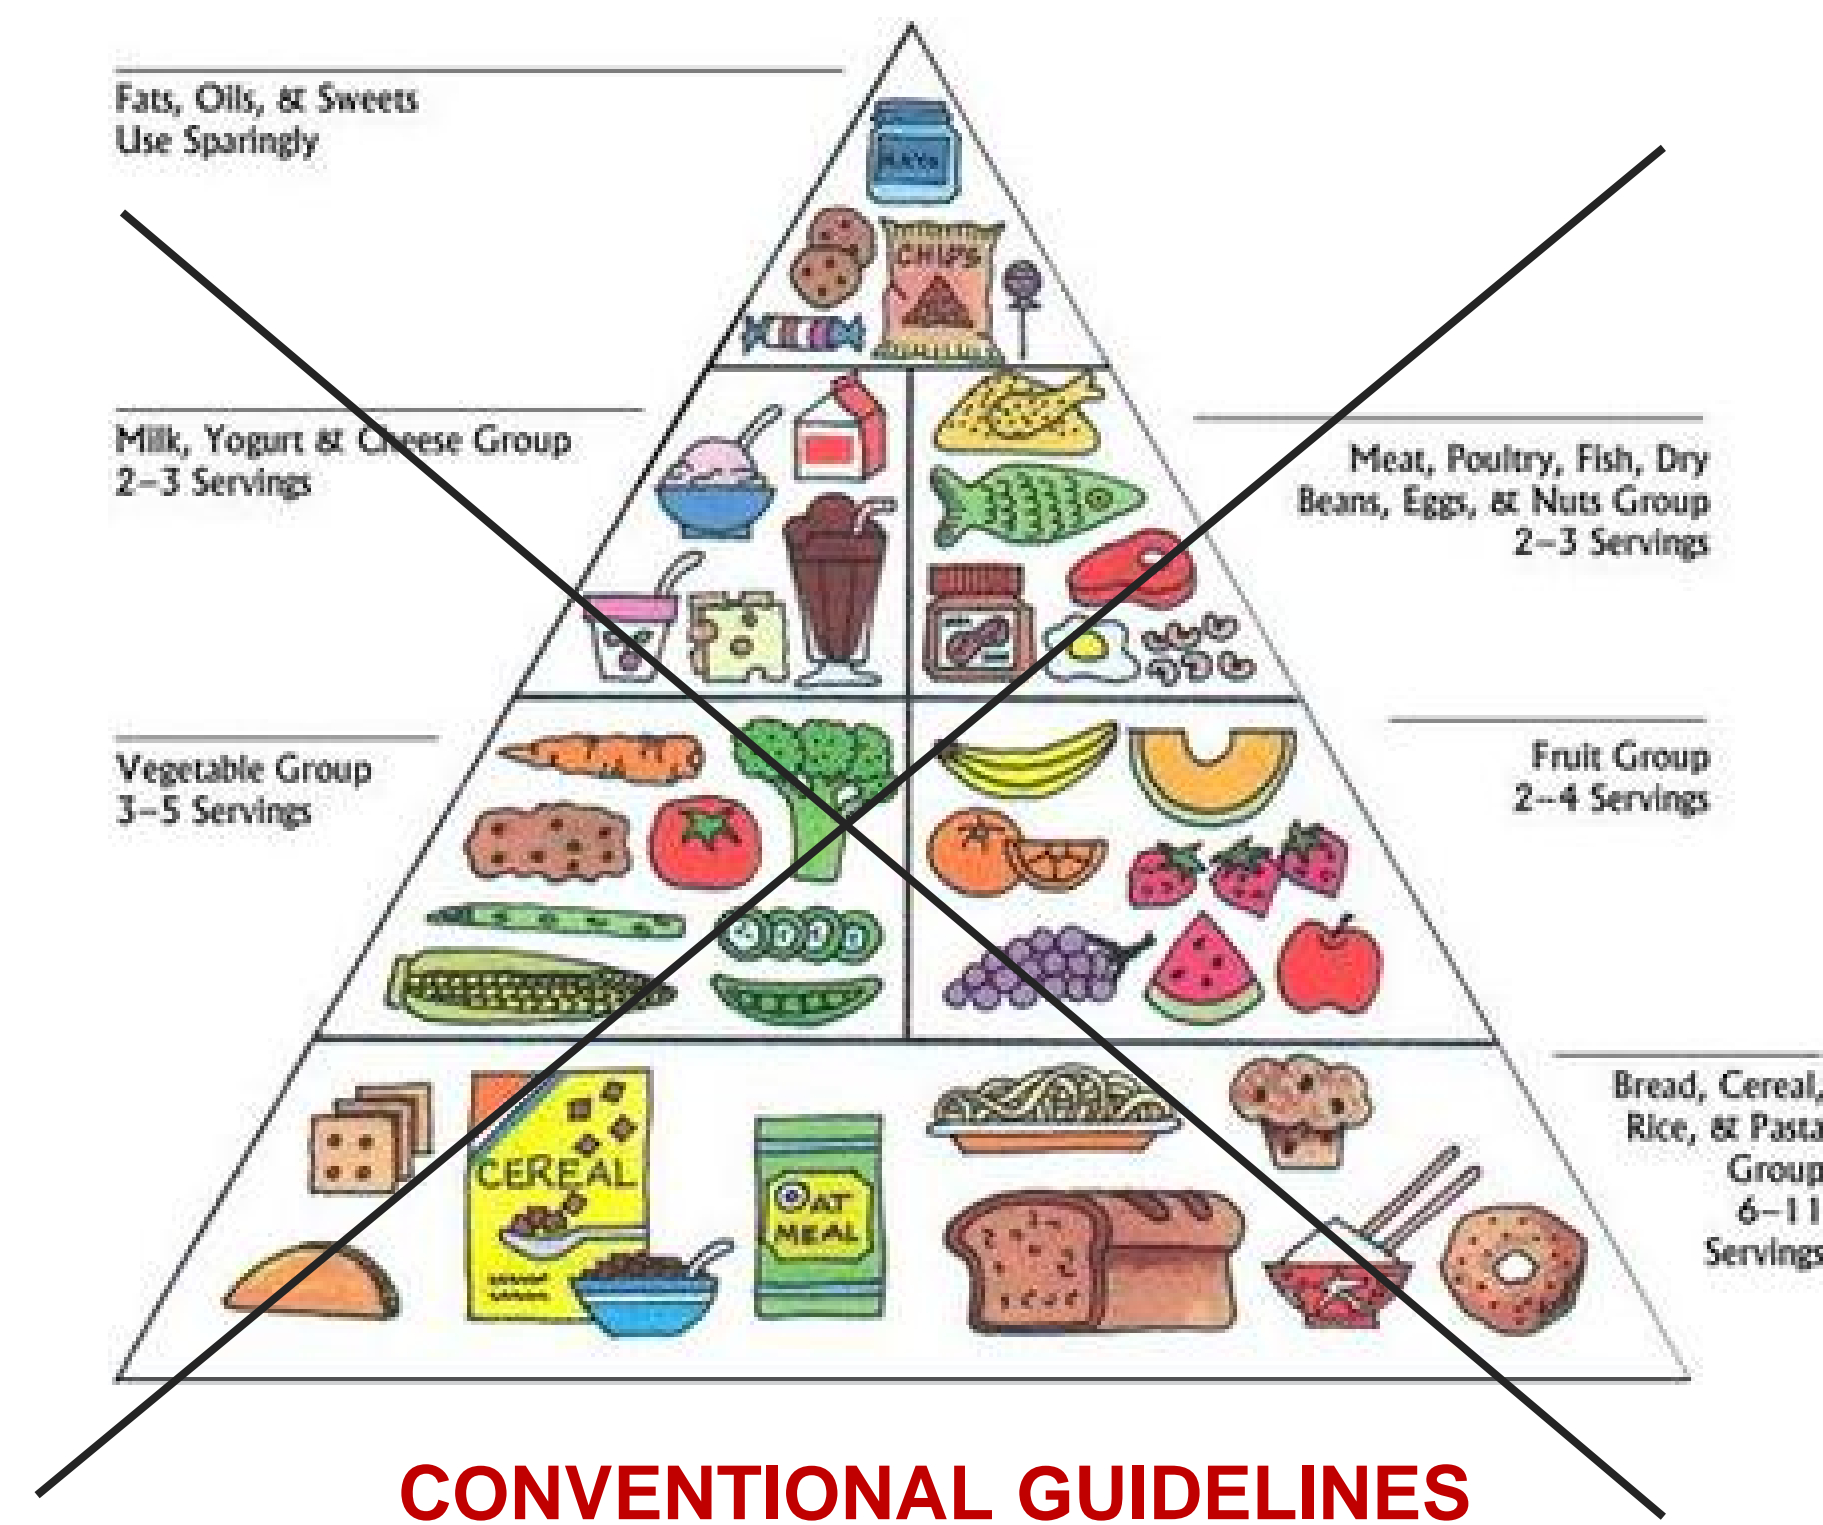 Fats, Oils, & Sweets
Use Sparingly
CHIPS
Milk, Yogurt & Cheese Group
2–3 Servings
Meat, Poultry, Fish, Dry
Beans, Eggs, & Nuts Group
2–3 Servings
Vegetable Group
3–5 Servings
Fruit Group
2–4 Servings
Bread, Cereal,
Rice, & Pasta
Group
6–11
Servings
CEREAL
OAT
MEAL
CONVENTIONAL GUIDELINES